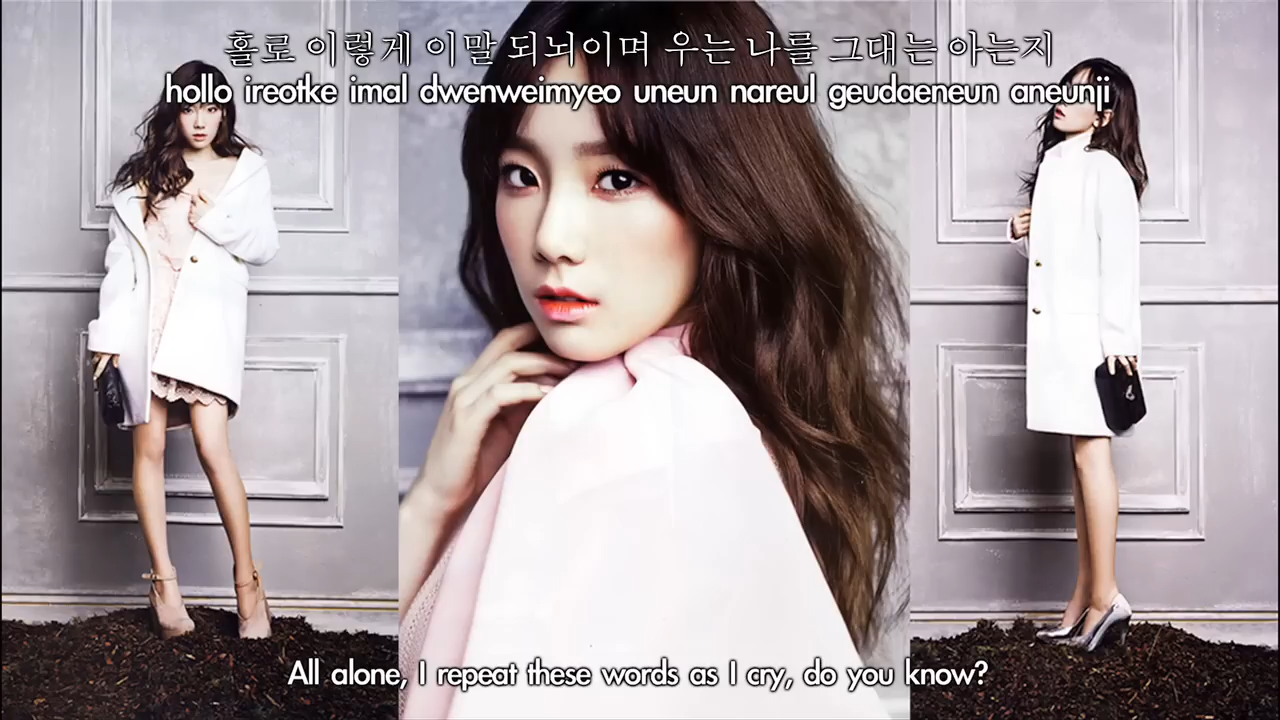 홀로 이렇게 이말 되뇌이며 우는 나를 그대는 아는지
hollo ireotke imal dwenweimyeo uneun nareul geudaeneun aneunji
All alone, I repeat these words as I cry, do you know?